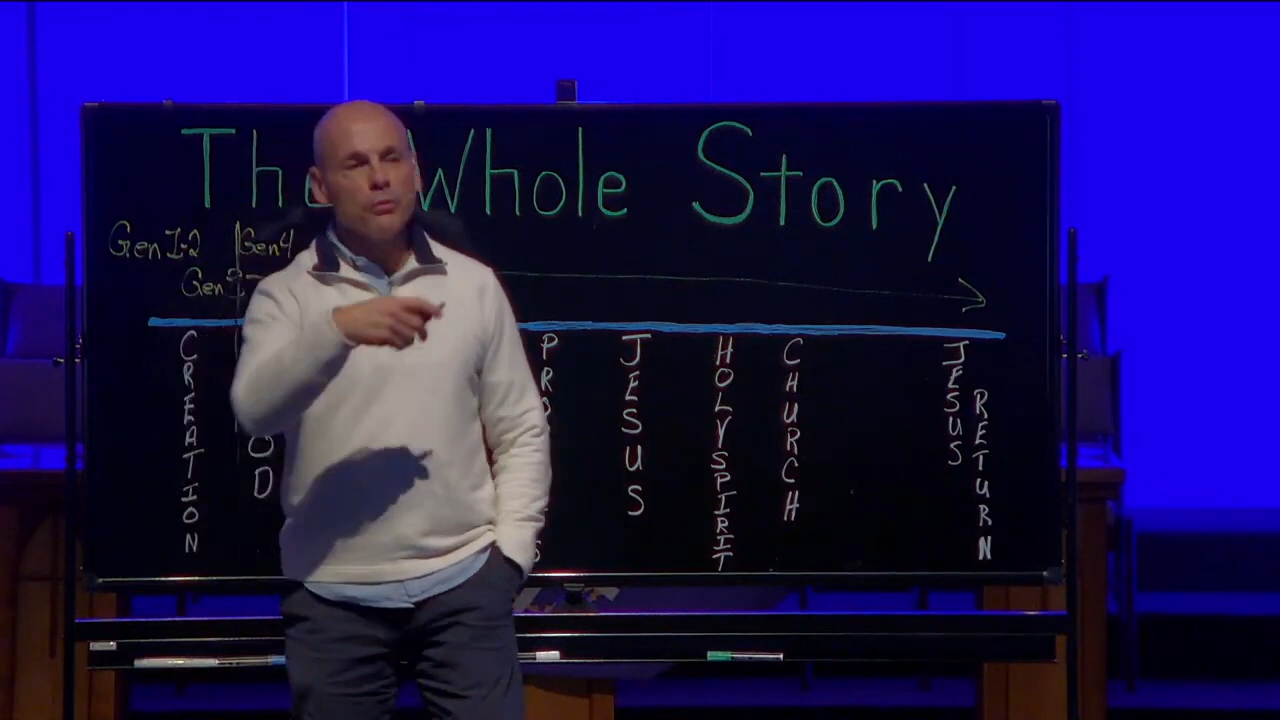 The Whole Story
Gen 1-2
Gen 4
Gen 3
CREATION
JESUS
HOLY SPIRIT
CHURCH
JESUS
RETURN